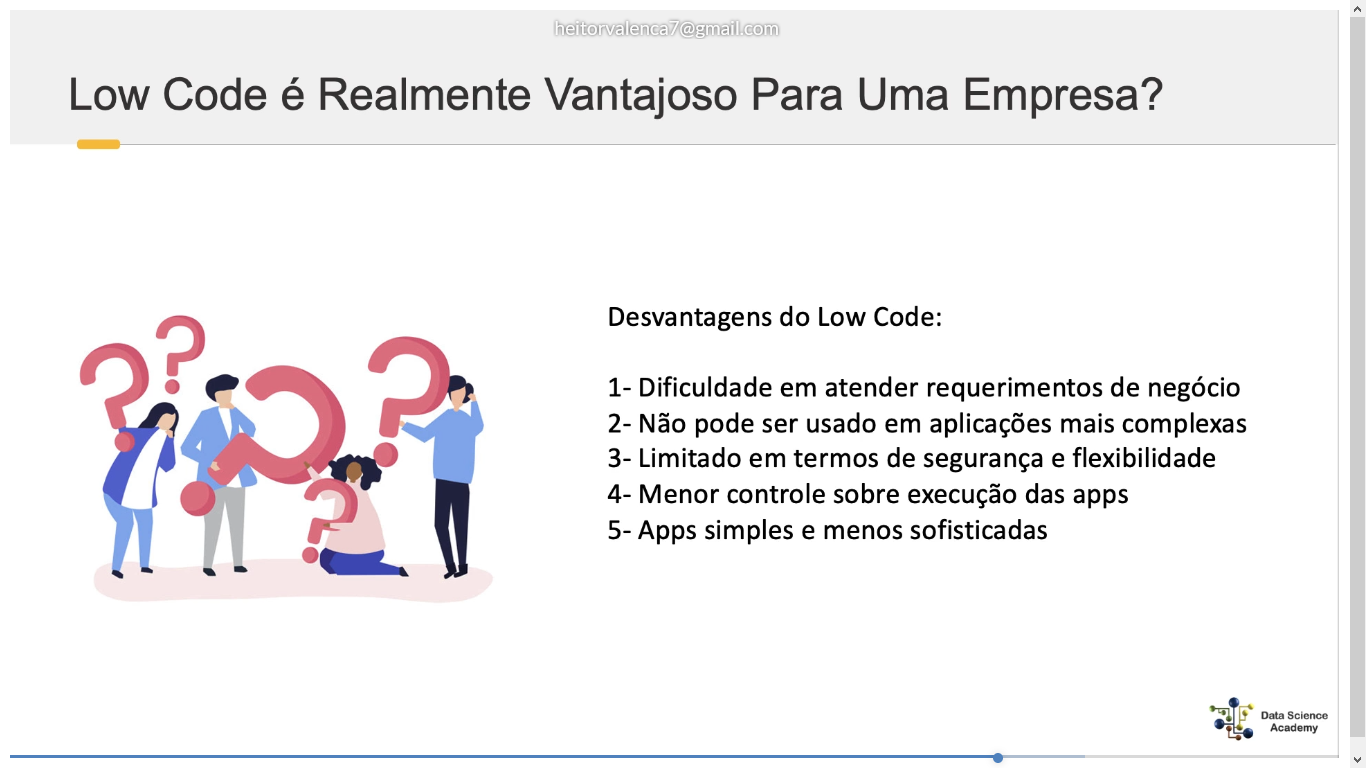 heitorvalenca7@gmail.com
Low Code é Realmente Vantajoso Para Uma Empresa?
Desvantagens do Low Code:
1- Dificuldade em atender requerimentos de negócio
2- Não pode ser usado em aplicações mais complexas
3- Limitado em termos de segurança e flexibilidade
4- Menor controle sobre execução das apps
5- Apps simples e menos sofisticadas
Data Science
Academy